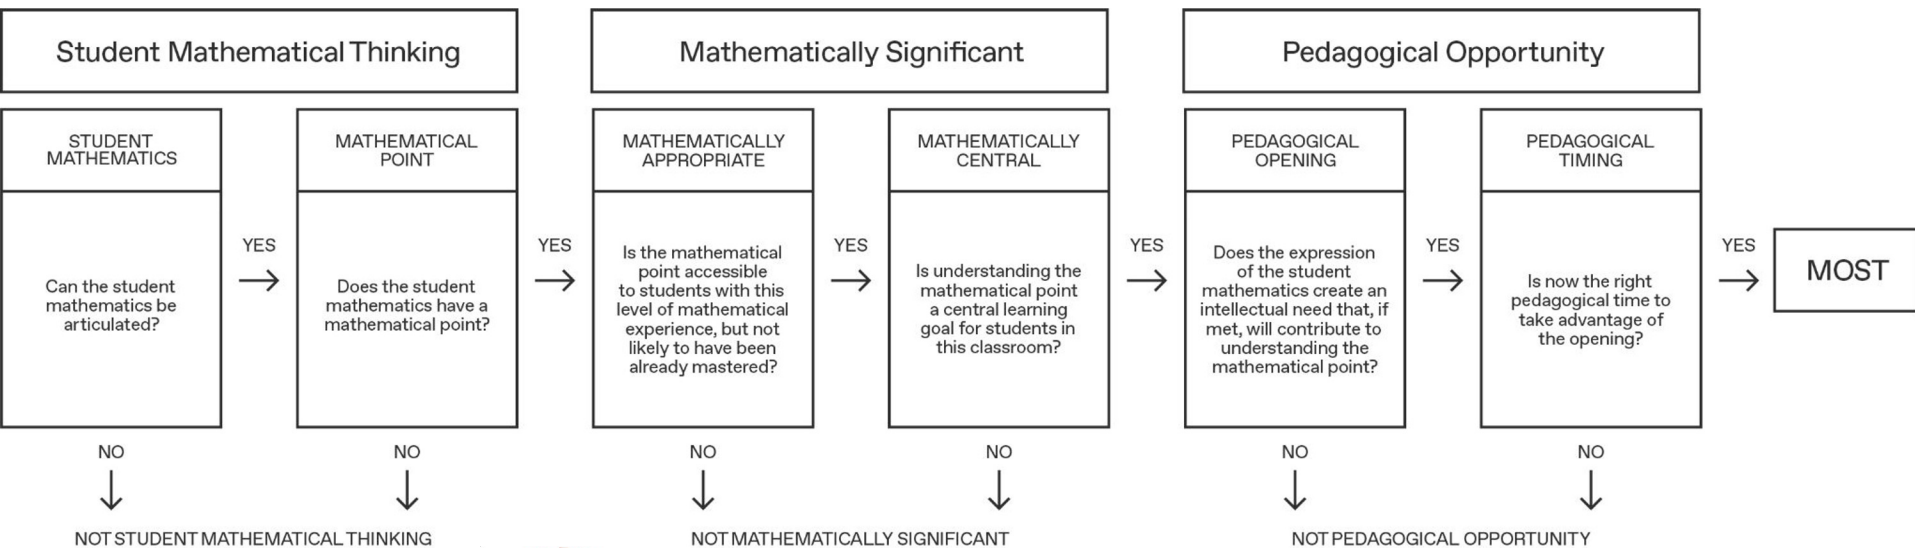 Student Mathematical Thinking
Mathematically Significant
Pedagogical Opportunity
STUDENT
MATHEMATICS
MATHEMATICAL
POINT
MATHEMATICALLY
APPROPRIATE
MATHEMATICALLY
CENTRAL
PEDAGOGICAL
OPENING
PEDAGOGICAL
TIMING
Can the student
mathematics be
articulated?
YES
Does the student
mathematics have a
mathematical point?
YES
Is the mathematical
point accessible
to students with this
level of mathematical
experience, but not
likely to have been
already mastered?
YES
Is understanding the
mathematical point
a central learning
goal for students in
this classroom?
YES
Does the expression
of the student
mathematics create an
intellectual need that, if
met, will contribute to
understanding the
mathematical point?
YES
Is now the right
pedagogical time to
take advantage of
the opening?
YES
MOST
NO
NO
NO
NO
NO
NO
NOT STUDENT MATHEMATICAL THINKING
NOT MATHEMATICALLY SIGNIFICANT
NOT PEDAGOGICAL OPPORTUNITY